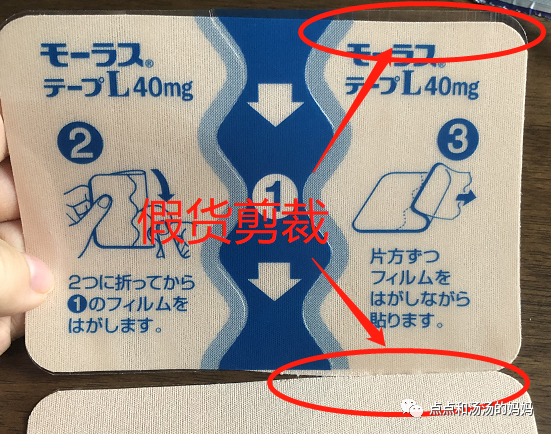 モーラス®
テープL40mg
モーラス®
テープL40mg
2
1
3
假货剪裁
2つに折ってから
❶のフィルムを
はがします。
片方ずつ
フィルムを
はがしながら
貼ります。
点点和汤汤的妈妈